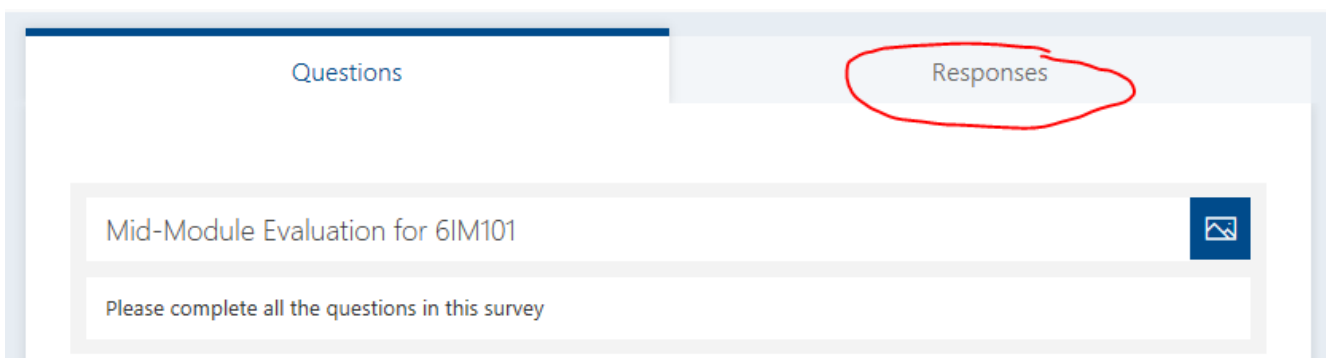 Questions
Responses
Mid-Module Evaluation for 6IM101
Please complete all the questions in this survey